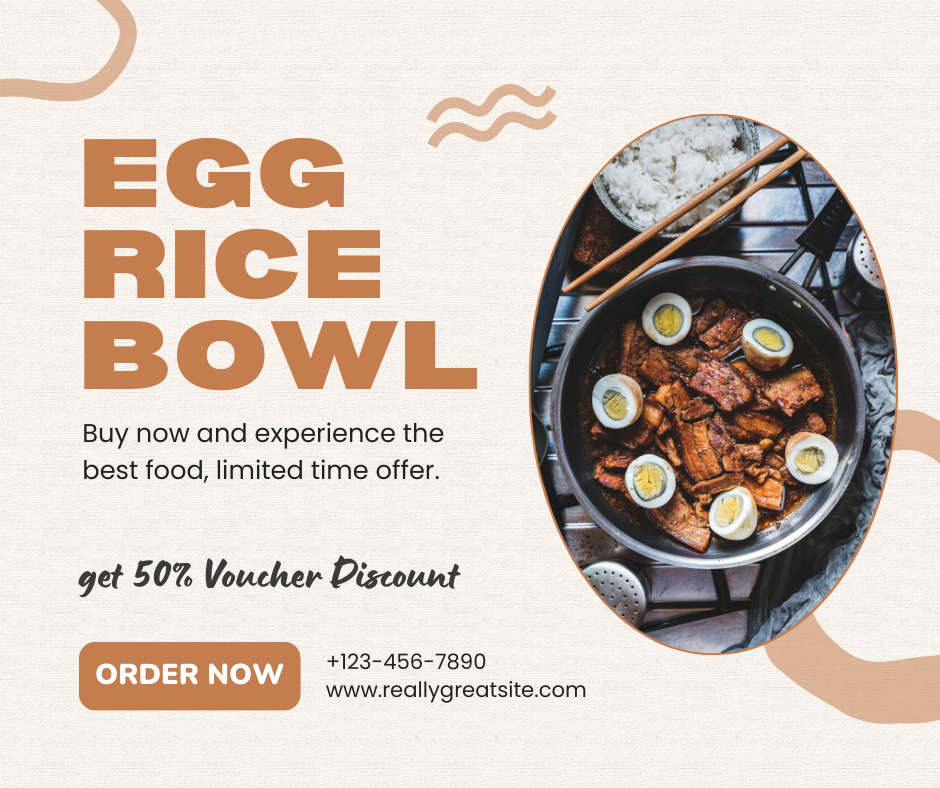 EGG
RICE
BOWL
Buy now and experience the
best food, limited time offer.
get 50% Voucher Discount
ORDER NOW
+123-456-7890
www.reallygreatsite.com